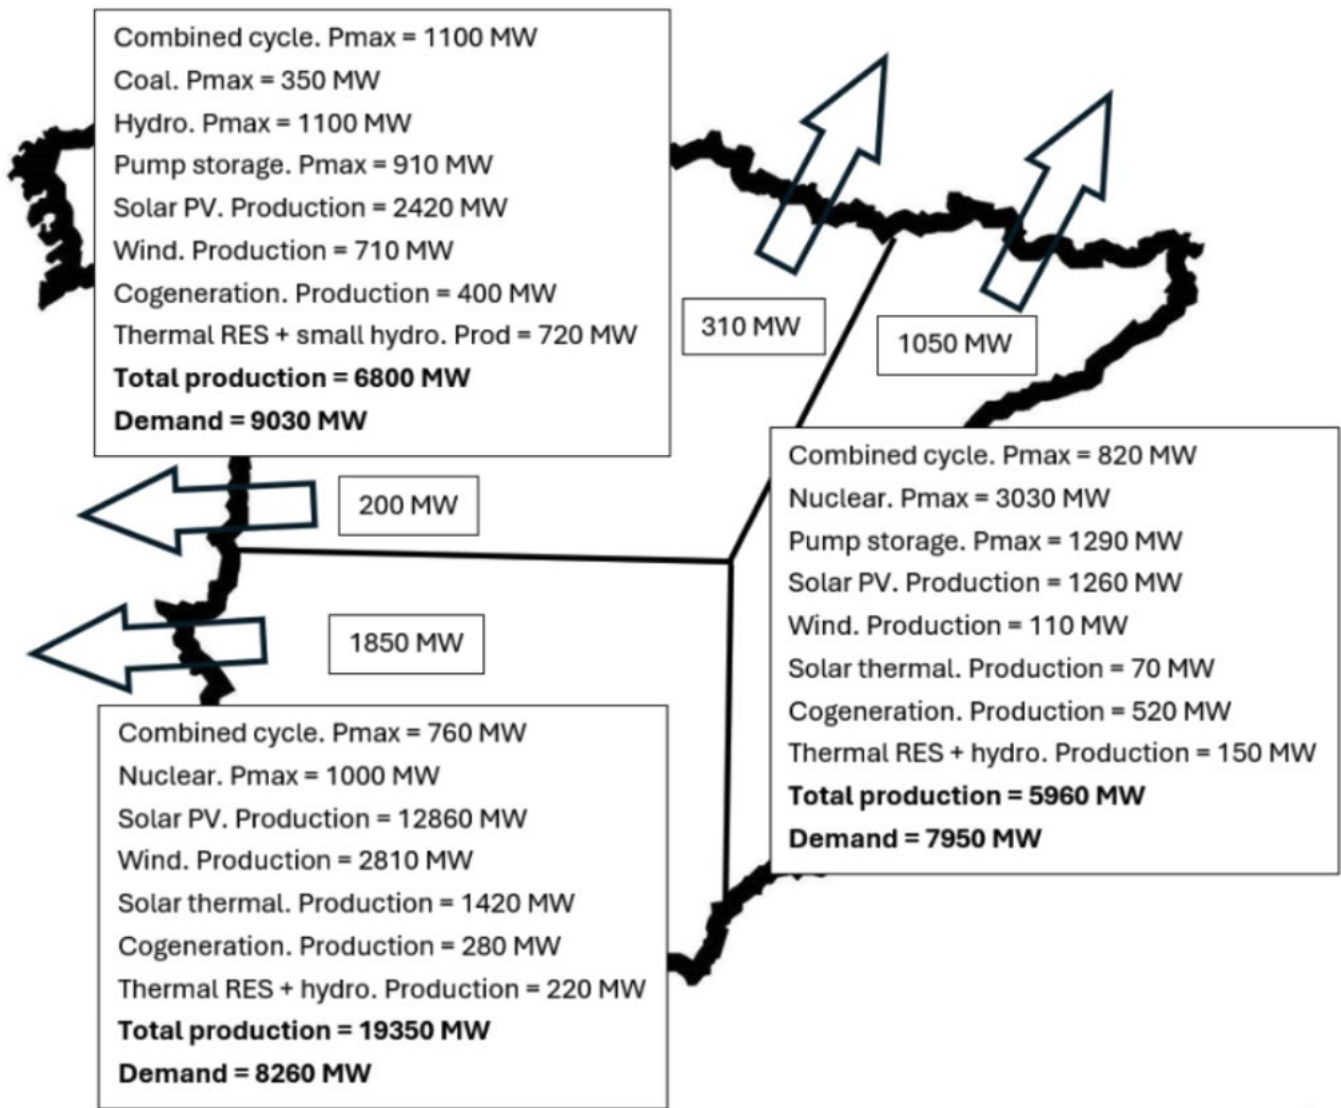 Combined cycle. Pmax = 1100 MW
Coal. Pmax = 350 MW
Hydro. Pmax = 1100 MW
Pump storage. Pmax = 910 MW
Solar PV. Production = 2420 MW
Wind. Production = 710 MW
Cogeneration. Production = 400 MW
Thermal RES + small hydro. Prod = 720 MW
Total production = 6800 MW
Demand = 9030 MW
310 MW
1050 MW
200 MW
1850 MW
Combined cycle. Pmax = 820 MW
Nuclear. Pmax = 3030 MW
Pump storage. Pmax = 1290 MW
Solar PV. Production = 1260 MW
Wind. Production = 110 MW
Solar thermal. Production = 70 MW
Cogeneration. Production = 520 MW
Thermal RES + hydro. Production = 150 MW
Total production = 5960 MW
Demand = 7950 MW
Combined cycle. Pmax = 760 MW
Nuclear. Pmax = 1000 MW
Solar PV. Production = 12860 MW
Wind. Production = 2810 MW
Solar thermal. Production = 1420 MW
Cogeneration. Production = 280 MW
Thermal RES + hydro. Production = 220 MW
Total production = 19350 MW
Demand = 8260 MW